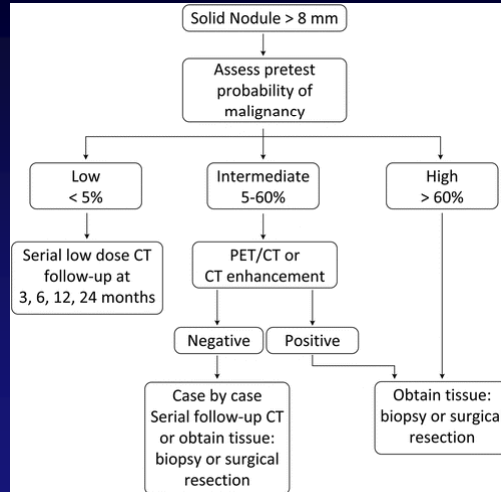 Solid Nodule > 8 mm
Assess pretest
probability of
malignancy
Low
< 5%
Intermediate
5-60%
High
> 60%
Serial low dose CT
follow-up at
3, 6, 12, 24 months
PET/CT or
CT enhancement
Negative
Positive
Case by case
Serial follow-up CT
or obtain tissue:
biopsy or surgical
resection
Obtain tissue:
biopsy or surgical
resection